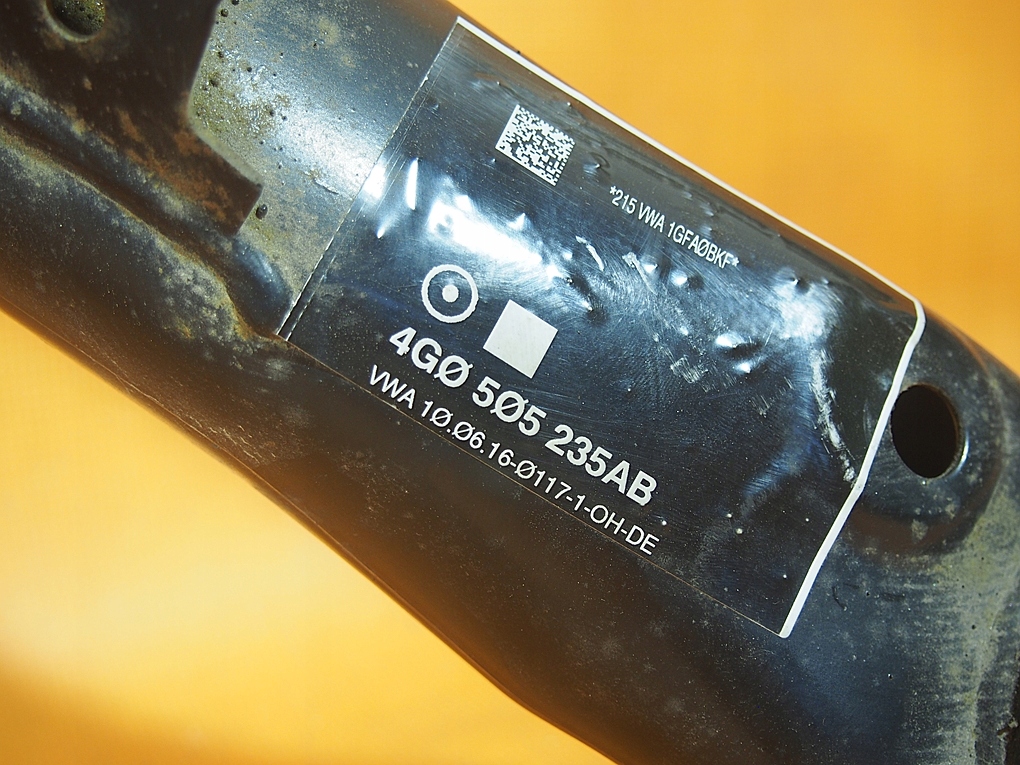 *215 VWA 1GFAØBKF*
4GØ 5Ø5 235AB
VWA 1Ø.Ø6.16-Ø117-1-OH-DE